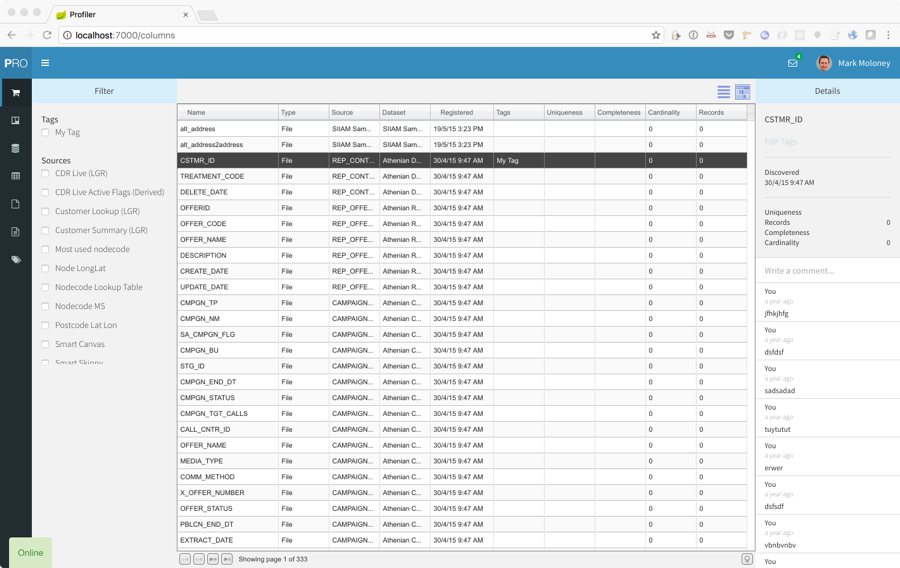 Profiler
localhost:7000/columns
PRO
4
Mark Moloney
Filter
Tags
My Tag
Sources
CDR Live (LGR)
CDR Live Active Flags (Derived)
Customer Lookup (LGR)
Customer Summary (LGR)
Most used nodecode
Node LongLat
Nodecode Lookup Table
Nodecode MS
Postcode Lat Lon
Smart Canvas
Smart Skinny
Online
Name Type Source Dataset Registered Tags Uniqueness Completeness Cardinality Records
alt_address File SIIAM Sam... SIIAM Sam... 19/5/15 3:23 PM 0 0
alt_address2address File SIIAM Sam... SIIAM Sam... 19/5/15 3:23 PM 0 0
CSTMR_ID File REP_CONT... Athenian D... 30/4/15 9:47 AM My Tag 0 0
TREATMENT_CODE File REP_CONT... Athenian D... 30/4/15 9:47 AM 0 0
DELETE_DATE File REP_CONT... Athenian D... 30/4/15 9:47 AM 0 0
OFFERID File REP_OFFE... Athenian R... 30/4/15 9:47 AM 0 0
OFFER_CODE File REP_OFFE... Athenian R... 30/4/15 9:47 AM 0 0
OFFER_NAME File REP_OFFE... Athenian R... 30/4/15 9:47 AM 0 0
DESCRIPTION File REP_OFFE... Athenian R... 30/4/15 9:47 AM 0 0
CREATE_DATE File REP_OFFE... Athenian R... 30/4/15 9:47 AM 0 0
UPDATE_DATE File REP_OFFE... Athenian R... 30/4/15 9:47 AM 0 0
CMPGN_TP File CAMPAIGN... Athenian C... 30/4/15 9:47 AM 0 0
CMPGN_NM File CAMPAIGN... Athenian C... 30/4/15 9:47 AM 0 0
SA_CMPGN_FLG File CAMPAIGN... Athenian C... 30/4/15 9:47 AM 0 0
CMPGN_BU File CAMPAIGN... Athenian C... 30/4/15 9:47 AM 0 0
STG_ID File CAMPAIGN... Athenian C... 30/4/15 9:47 AM 0 0
CMPGN_END_DT File CAMPAIGN... Athenian C... 30/4/15 9:47 AM 0 0
CMPGN_STATUS File CAMPAIGN... Athenian C... 30/4/15 9:47 AM 0 0
CMPGN_TGT_CALLS File CAMPAIGN... Athenian C... 30/4/15 9:47 AM 0 0
CALL_CNTR_ID File CAMPAIGN... Athenian C... 30/4/15 9:47 AM 0 0
OFFER_NAME File CAMPAIGN... Athenian C... 30/4/15 9:47 AM 0 0
MEDIA_TYPE File CAMPAIGN... Athenian C... 30/4/15 9:47 AM 0 0
COMM_METHOD File CAMPAIGN... Athenian C... 30/4/15 9:47 AM 0 0
X_OFFER_NUMBER File CAMPAIGN... Athenian C... 30/4/15 9:47 AM 0 0
OFFER_STATUS File CAMPAIGN... Athenian C... 30/4/15 9:47 AM 0 0
PBLCN_END_DT File CAMPAIGN... Athenian C... 30/4/15 9:47 AM 0 0
EXTRACT_DATE File CAMPAIGN... Athenian C... 30/4/15 9:47 AM 0 0
Showing page 1 of 333
Details
CSTMR_ID
Edit Tags
Discovered
30/4/15 9:47 AM
Uniqueness
Records 0
Completeness
Cardinality 0
Write a comment...
You
a year ago
jfhkjhfg
You
a year ago
dsfdsf
You
a year ago
sadsadad
You
a year ago
tuytutut
You
a year ago
erwer
You
a year ago
dsfsdf
You
a year ago
vbnbvnbv
You